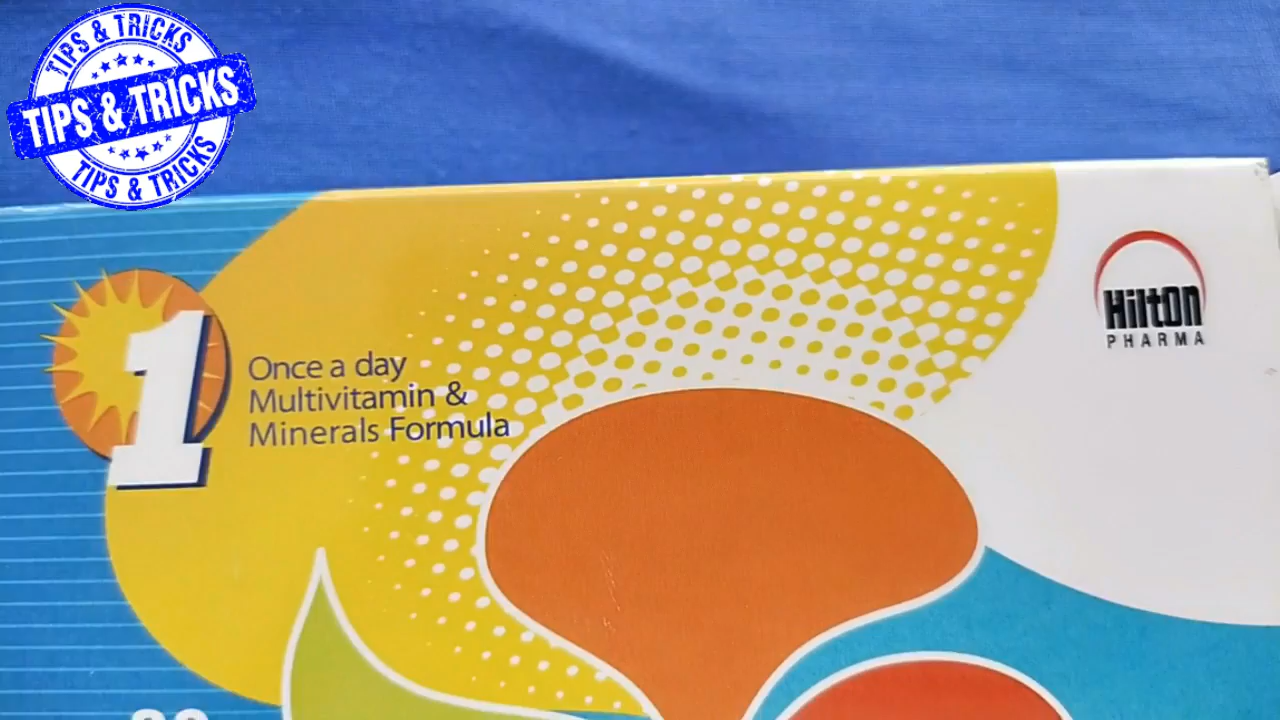 TIPS & TRICKS
TIPS & TRICKS
TIPS & TRICKS
1
Once a day
Multivitamin &
Minerals Formula
HiltOn
PHARMA